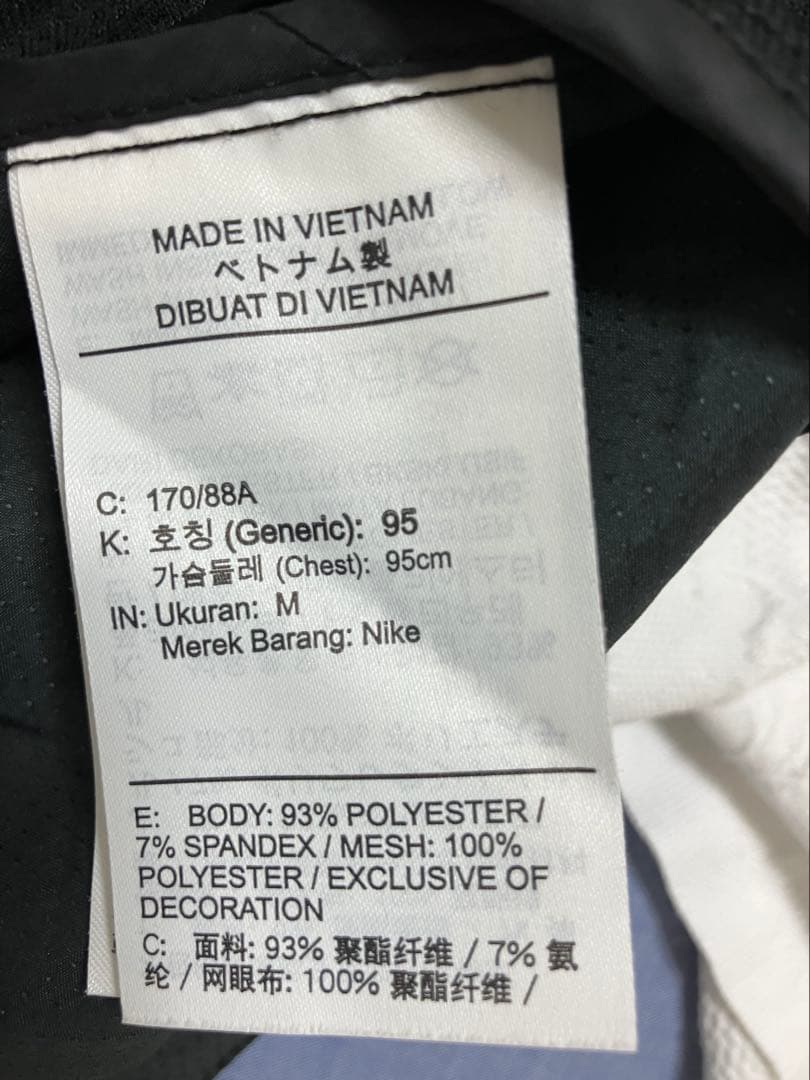 MADE IN VIETNAM
ベトナム製
DIBUAT DI VIETNAM
C: 170/88A
K: 호칭 (Generic): 95
가슴둘레 (Chest): 95cm
IN: Ukuran: M
Merek Barang: Nike
E: BODY: 93% POLYESTER /
7% SPANDEX / MESH: 100%
POLYESTER / EXCLUSIVE OF
DECORATION
C: 面料: 93% 聚酯纤维 / 7% 氨
纶 / 网眼布: 100% 聚酯纤维 /